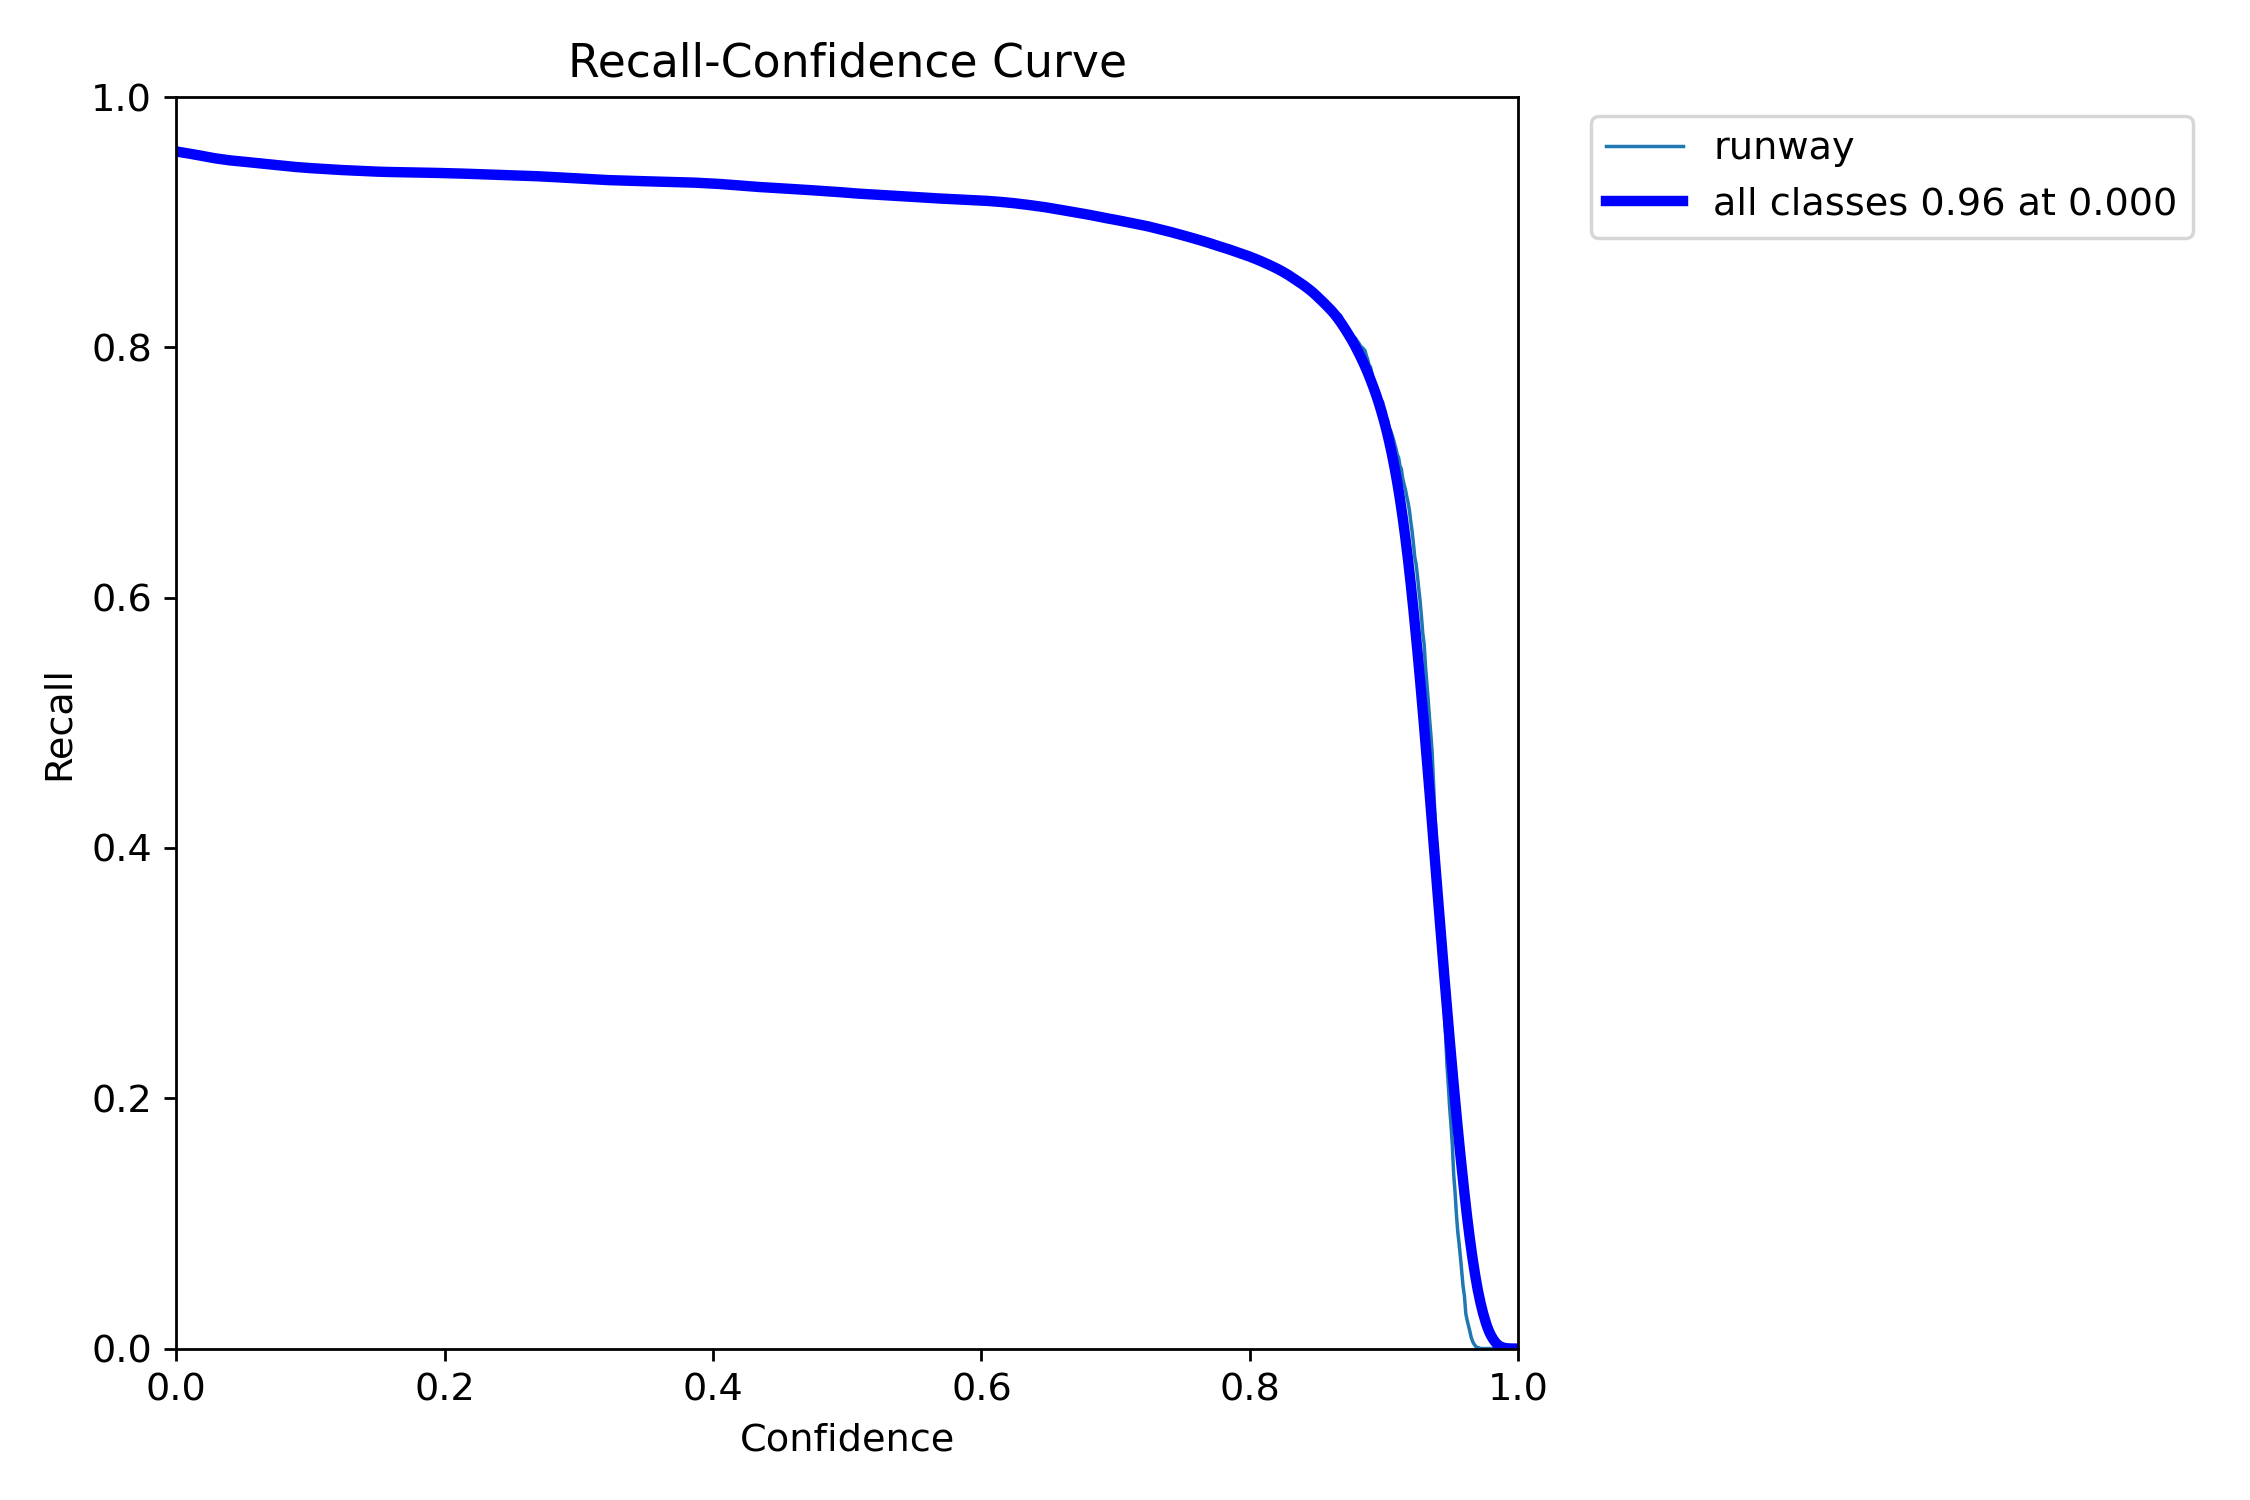 Recall-Confidence Curve
1.0
0.8
0.6
0.4
0.2
0.0
Recall
0.0 0.2 0.4 0.6 0.8 1.0
Confidence
runway
all classes 0.96 at 0.000